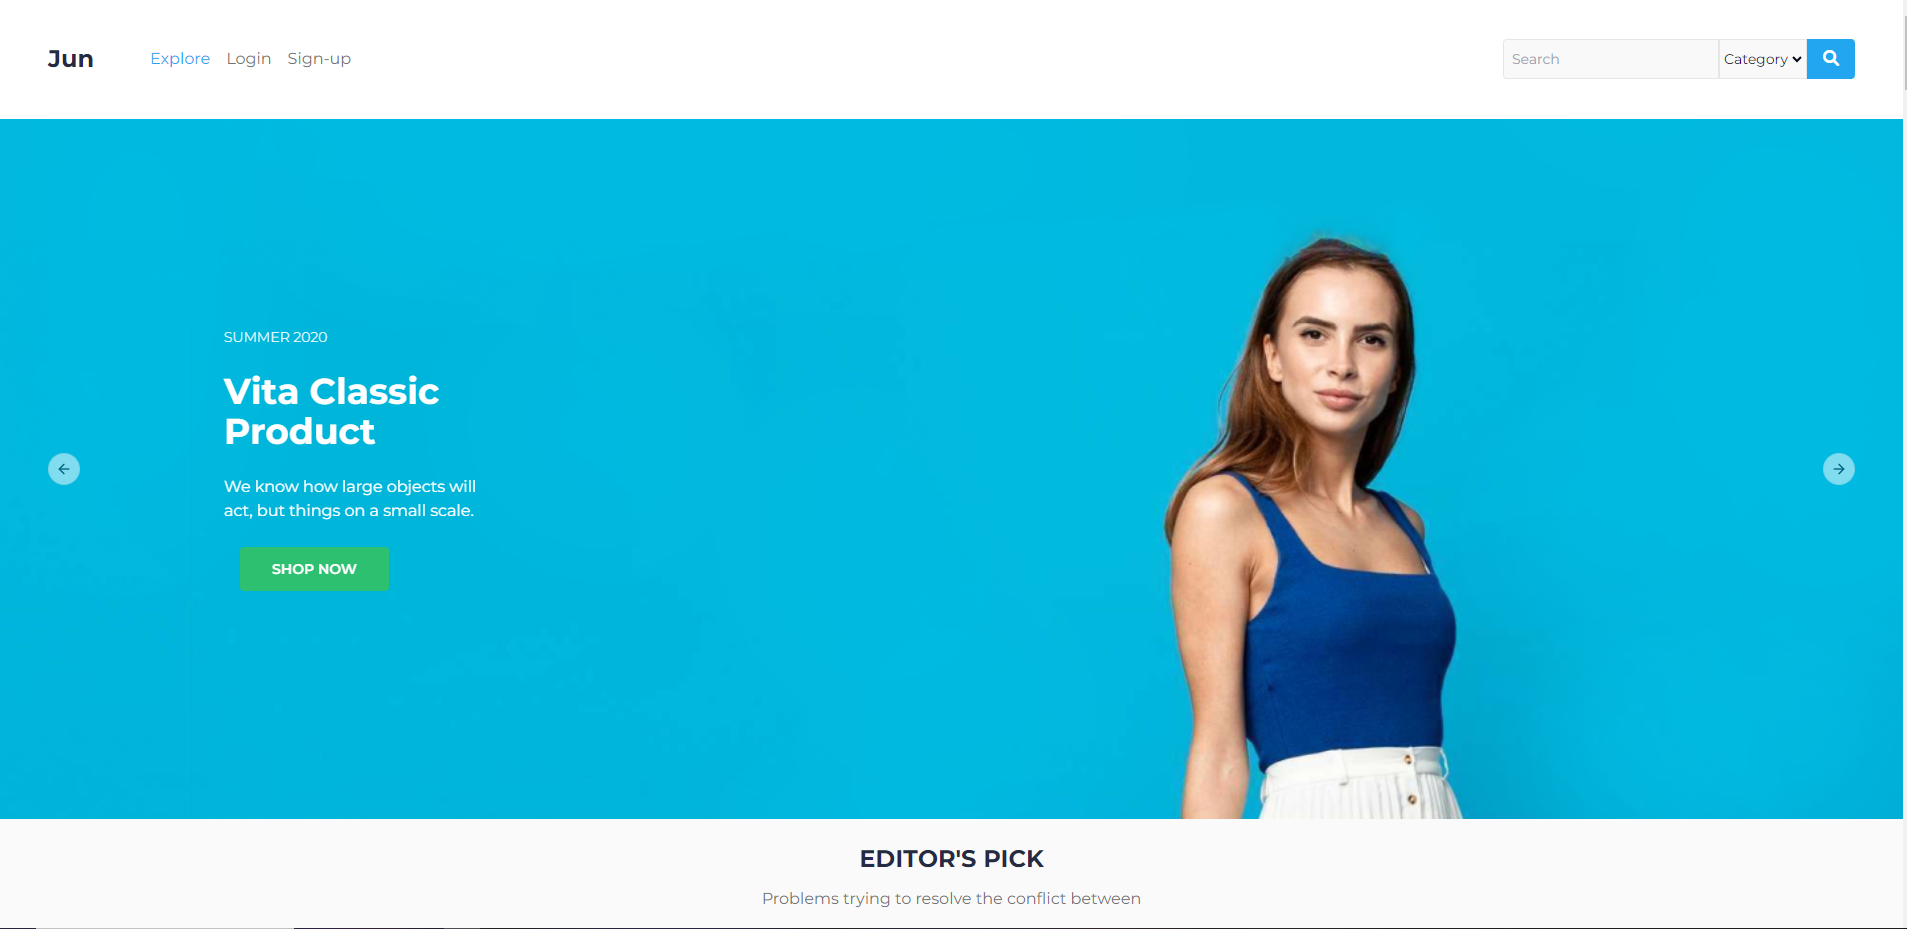 Jun
Explore Login Sign-up
Search
Category
SUMMER 2020
Vita Classic
Product
We know how large objects will
act, but things on a small scale.
SHOP NOW
EDITOR'S PICK
Problems trying to resolve the conflict between